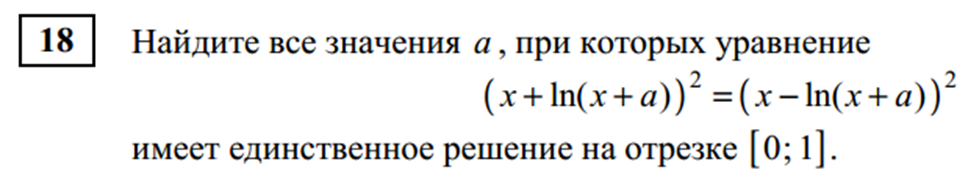 18 Найдите все значения a, при которых уравнение
(x+ln(x+a))²=(x−ln(x+a))²
имеет единственное решение на отрезке [0; 1].